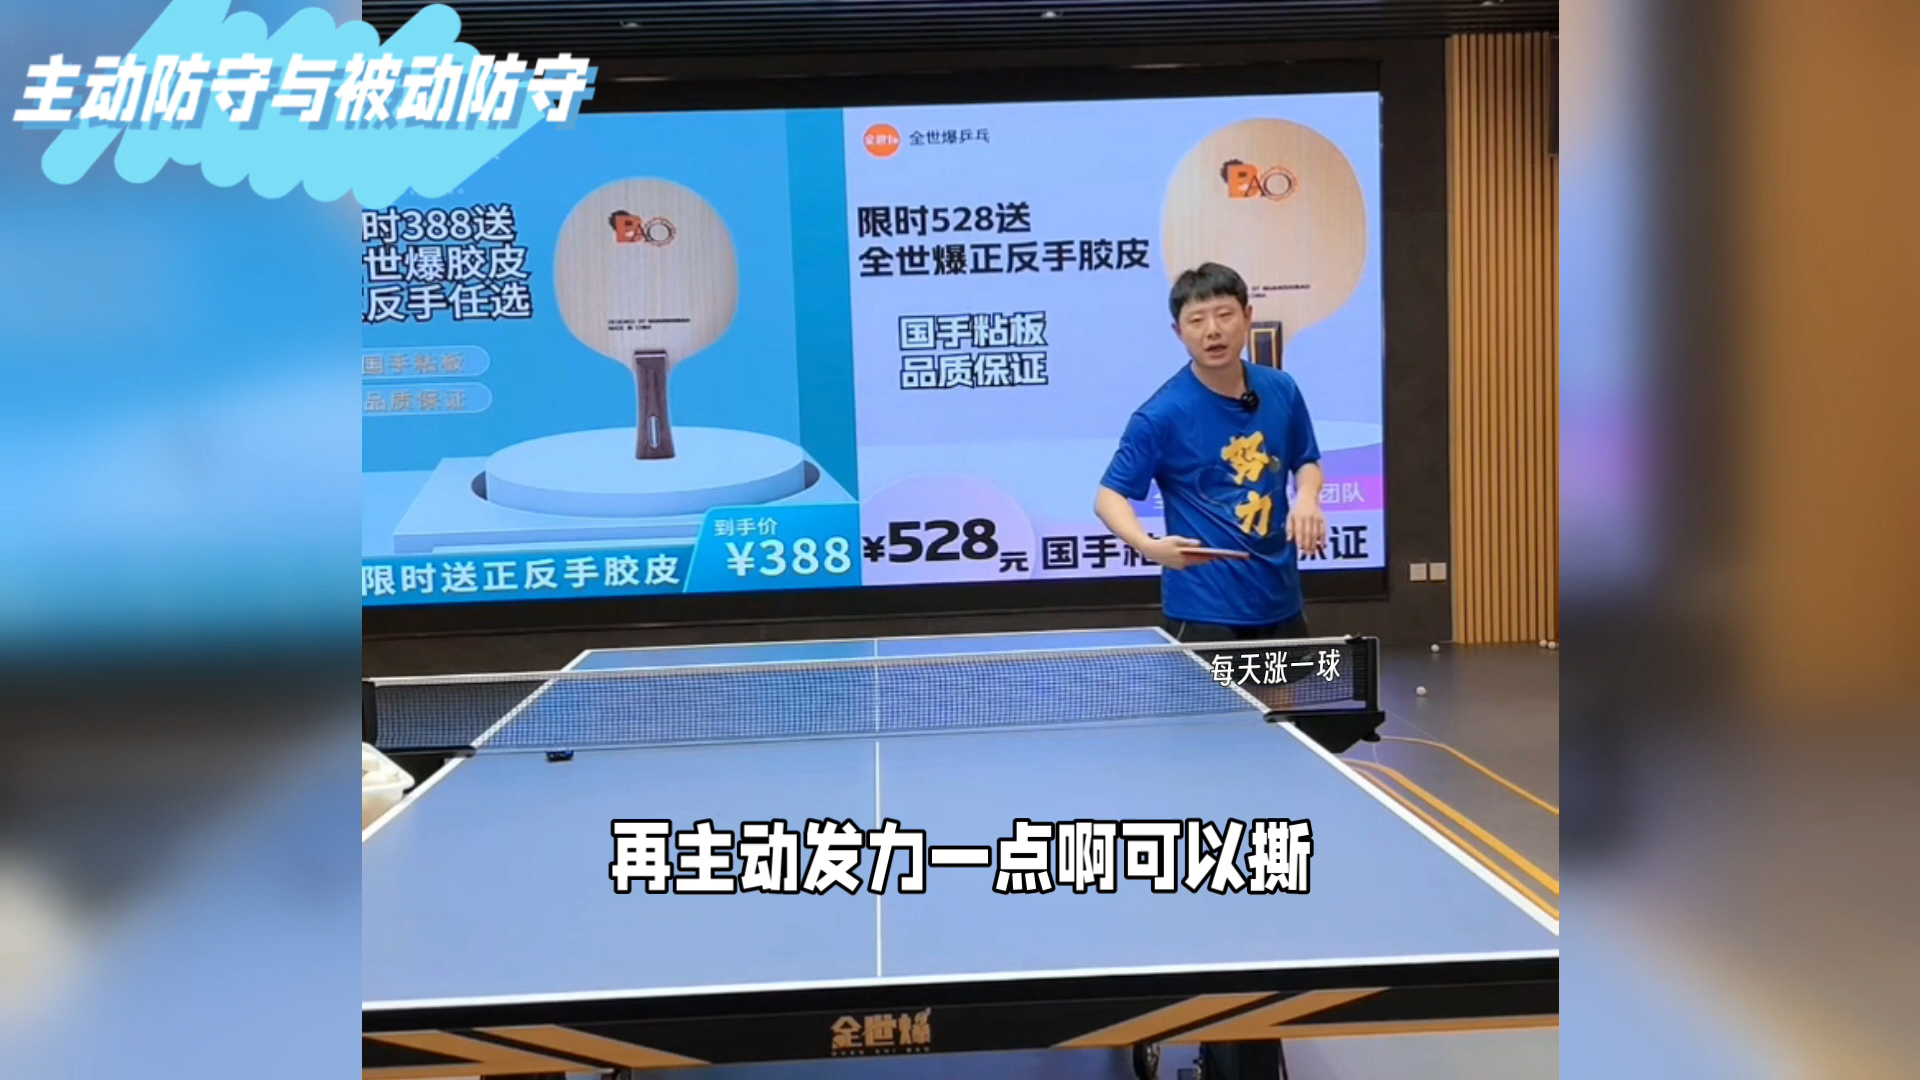 主动防守与被动防守
时388送
世爆胶皮
反手任选
国手粘板
品质保证
限时送正反手胶皮
到手价
¥388
全世爆乒乓
限时528送
全世爆正反手胶皮
国手粘板
品质保证
BAO
BAO
团队
¥528元
国手粘
保证
努力
每天涨一球
再主动发力一点啊可以撕
全世爆